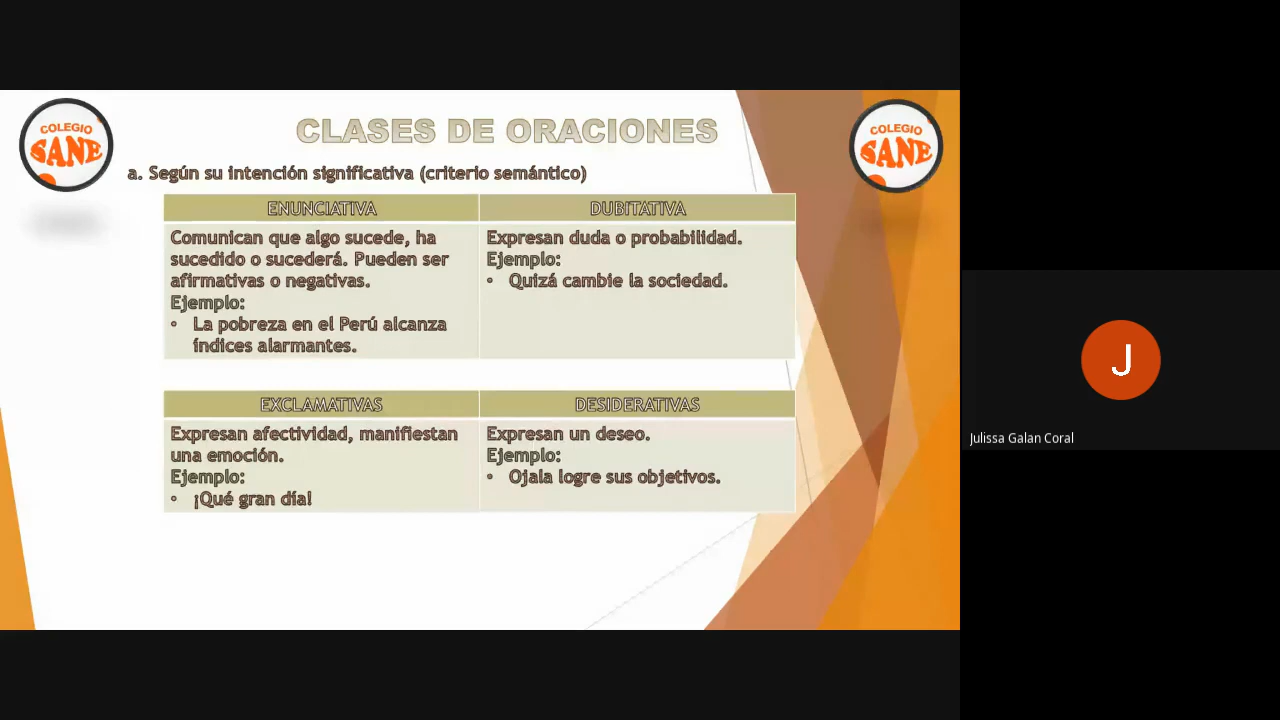 COLEGIO
SANE
COLEGIO
SANE
CLASES DE ORACIONES
a. Según su intención significativa (criterio semántico)
ENUNCIATIVA
Comunican que algo sucede, ha
sucedido o sucederá. Pueden ser
afirmativas o negativas.
Ejemplo:
• La pobreza en el Perú alcanza
índices alarmantes.
DUBITATIVA
Expresan duda o probabilidad.
Ejemplo:
• Quizá cambie la sociedad.
EXCLAMATIVAS
Expresan afectividad, manifiestan
una emoción.
Ejemplo:
• ¡Qué gran día!
DESIDERATIVAS
Expresan un deseo.
Ejemplo:
• Ojala logre sus objetivos.
J
Julissa Galan Coral